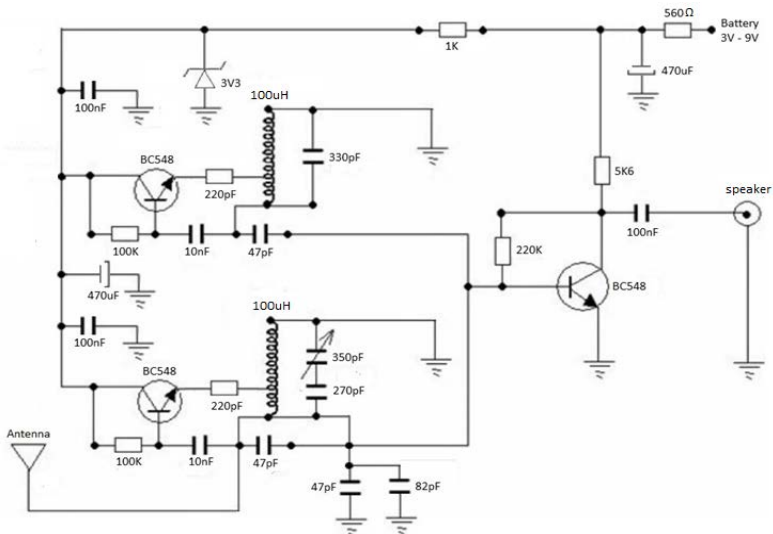 560Ω
Battery
3V - 9V
1K
470uF
3V3
100nF
100uH
BC548
330pF
220pF
5K6
speaker
100nF
100K
10nF
47pF
220K
BC548
470uF
100uH
100nF
350pF
BC548
270pF
220pF
Antenna
100K
10nF
47pF
47pF
82pF